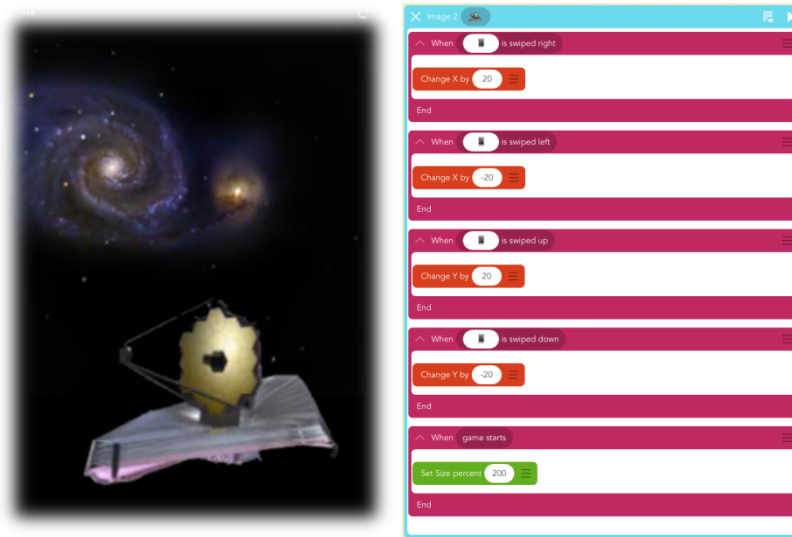 Image 2
When is swiped right
Change X by 20
End
When is swiped left
Change X by -20
End
When is swiped up
Change Y by 20
End
When is swiped down
Change Y by -20
End
When game starts
Set Size percent 200
End